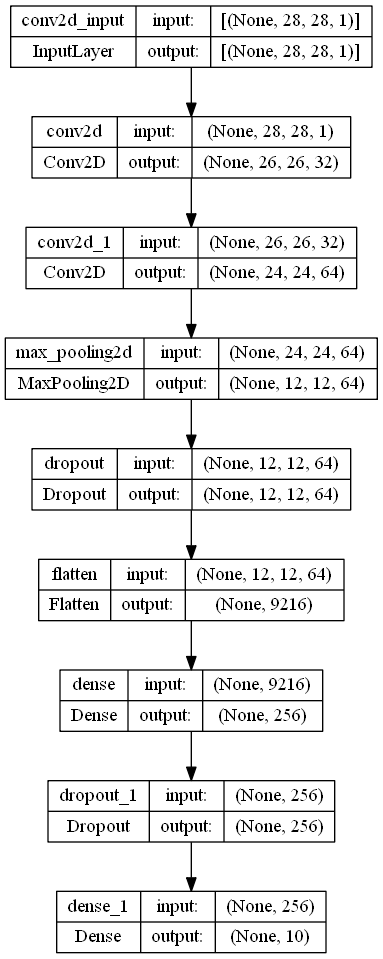 conv2d_input input: [(None, 28, 28, 1)]
InputLayer output: [(None, 28, 28, 1)]
conv2d input: (None, 28, 28, 1)
Conv2D output: (None, 26, 26, 32)
conv2d_1 input: (None, 26, 26, 32)
Conv2D output: (None, 24, 24, 64)
max_pooling2d input: (None, 24, 24, 64)
MaxPooling2D output: (None, 12, 12, 64)
dropout input: (None, 12, 12, 64)
Dropout output: (None, 12, 12, 64)
flatten input: (None, 12, 12, 64)
Flatten output: (None, 9216)
dense input: (None, 9216)
Dense output: (None, 256)
dropout_1 input: (None, 256)
Dropout output: (None, 256)
dense_1 input: (None, 256)
Dense output: (None, 10)